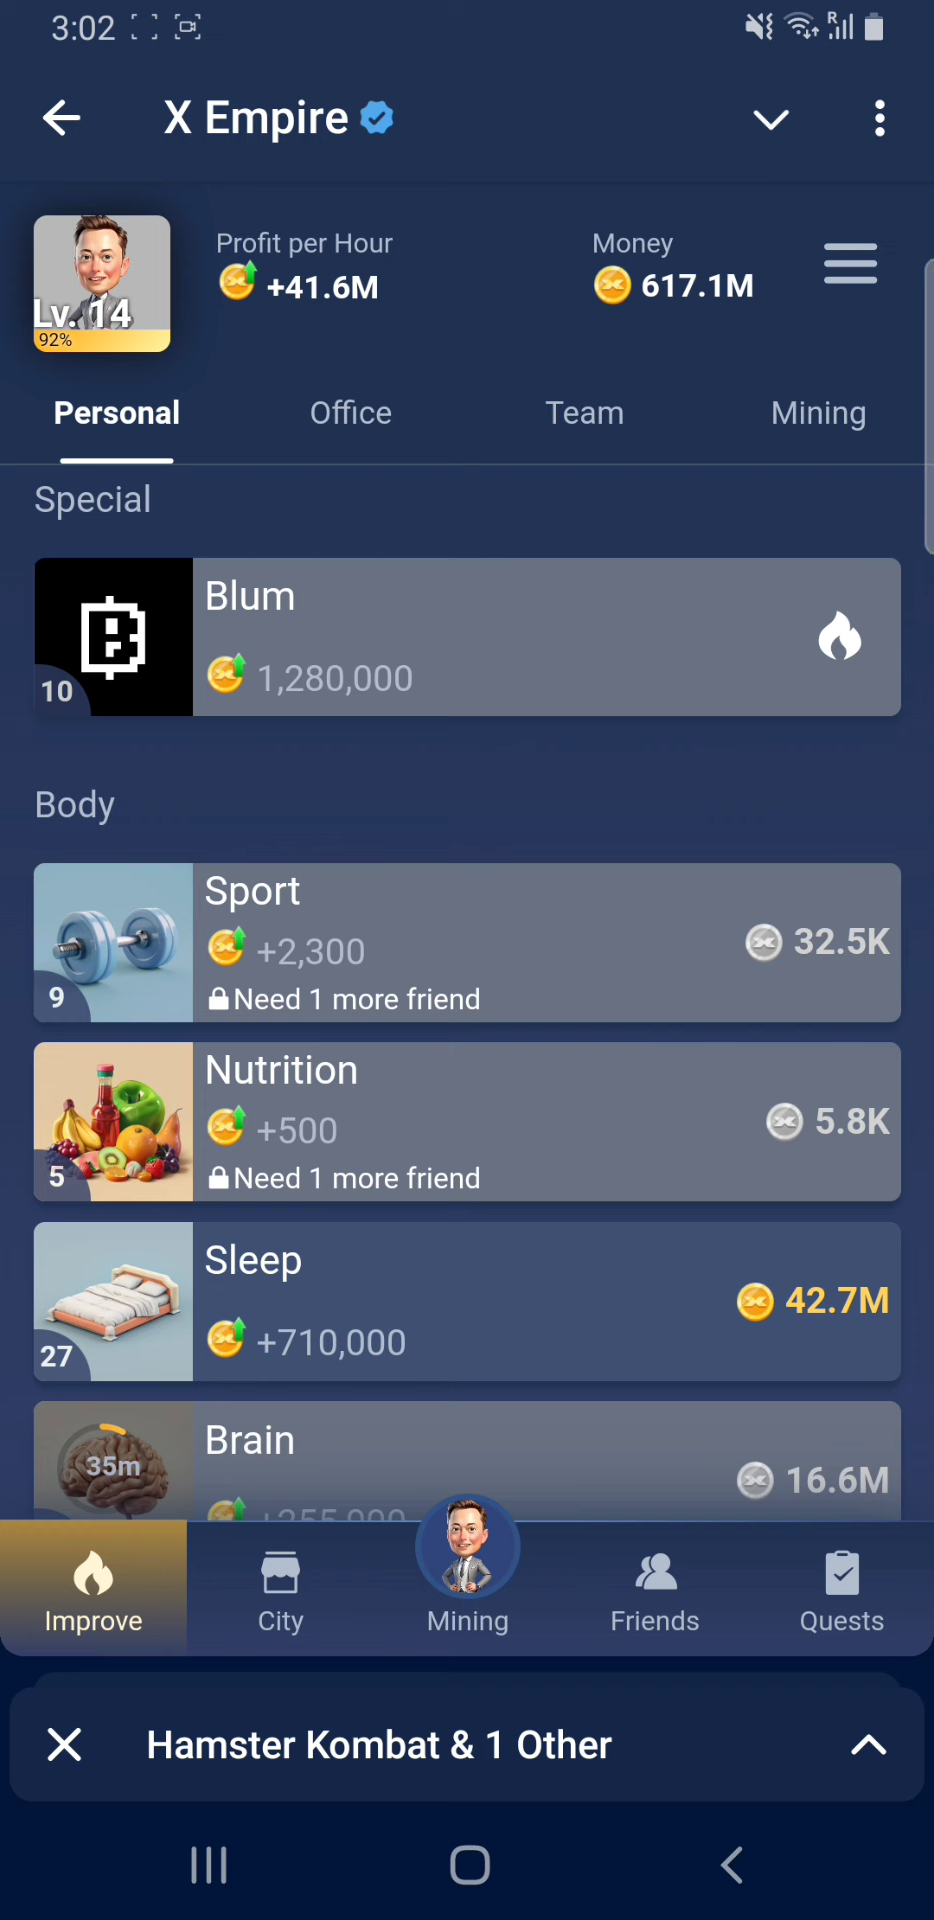 3:02
R
X Empire
Profit per Hour
+41.6M
Money
617.1M
Lv. 14
92%
Personal
Office
Team
Mining
Special
Blum
1,280,000
10
Body
Sport
+2,300
Need 1 more friend
32.5K
9
Nutrition
+500
Need 1 more friend
5.8K
5
Sleep
+710,000
42.7M
27
Brain
35m
16.6M
Improve
City
Mining
Friends
Quests
Hamster Kombat & 1 Other